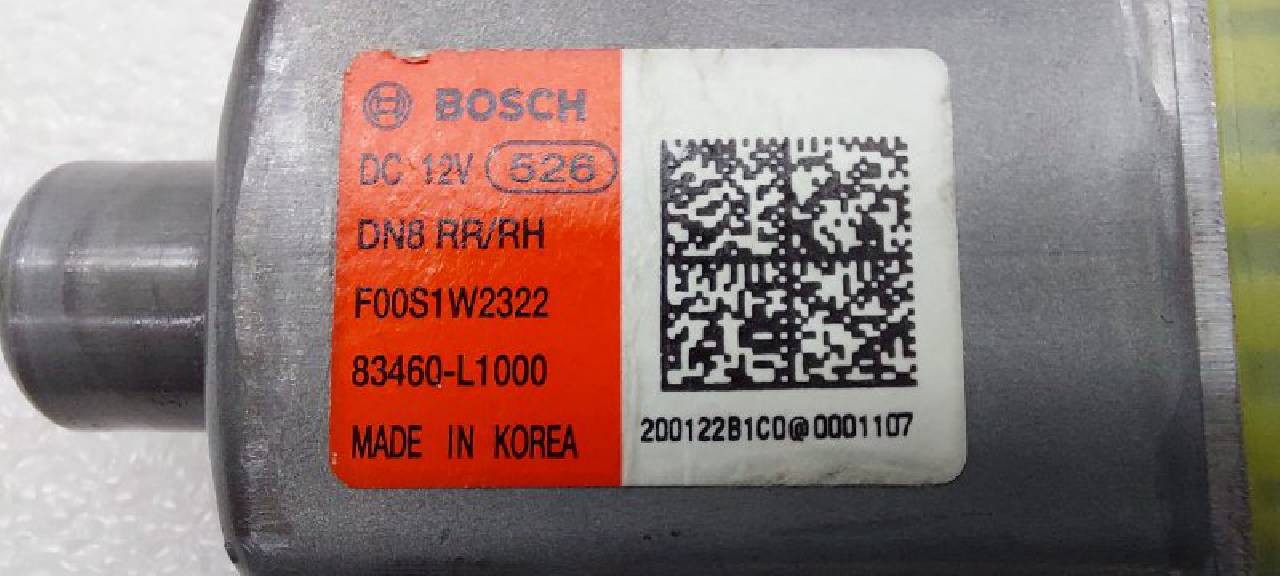 BOSCH
DC 12V 526
DN8 RR/RH
F00S1W2322
83460-L1000
MADE IN KOREA
200122B1C0@0001107